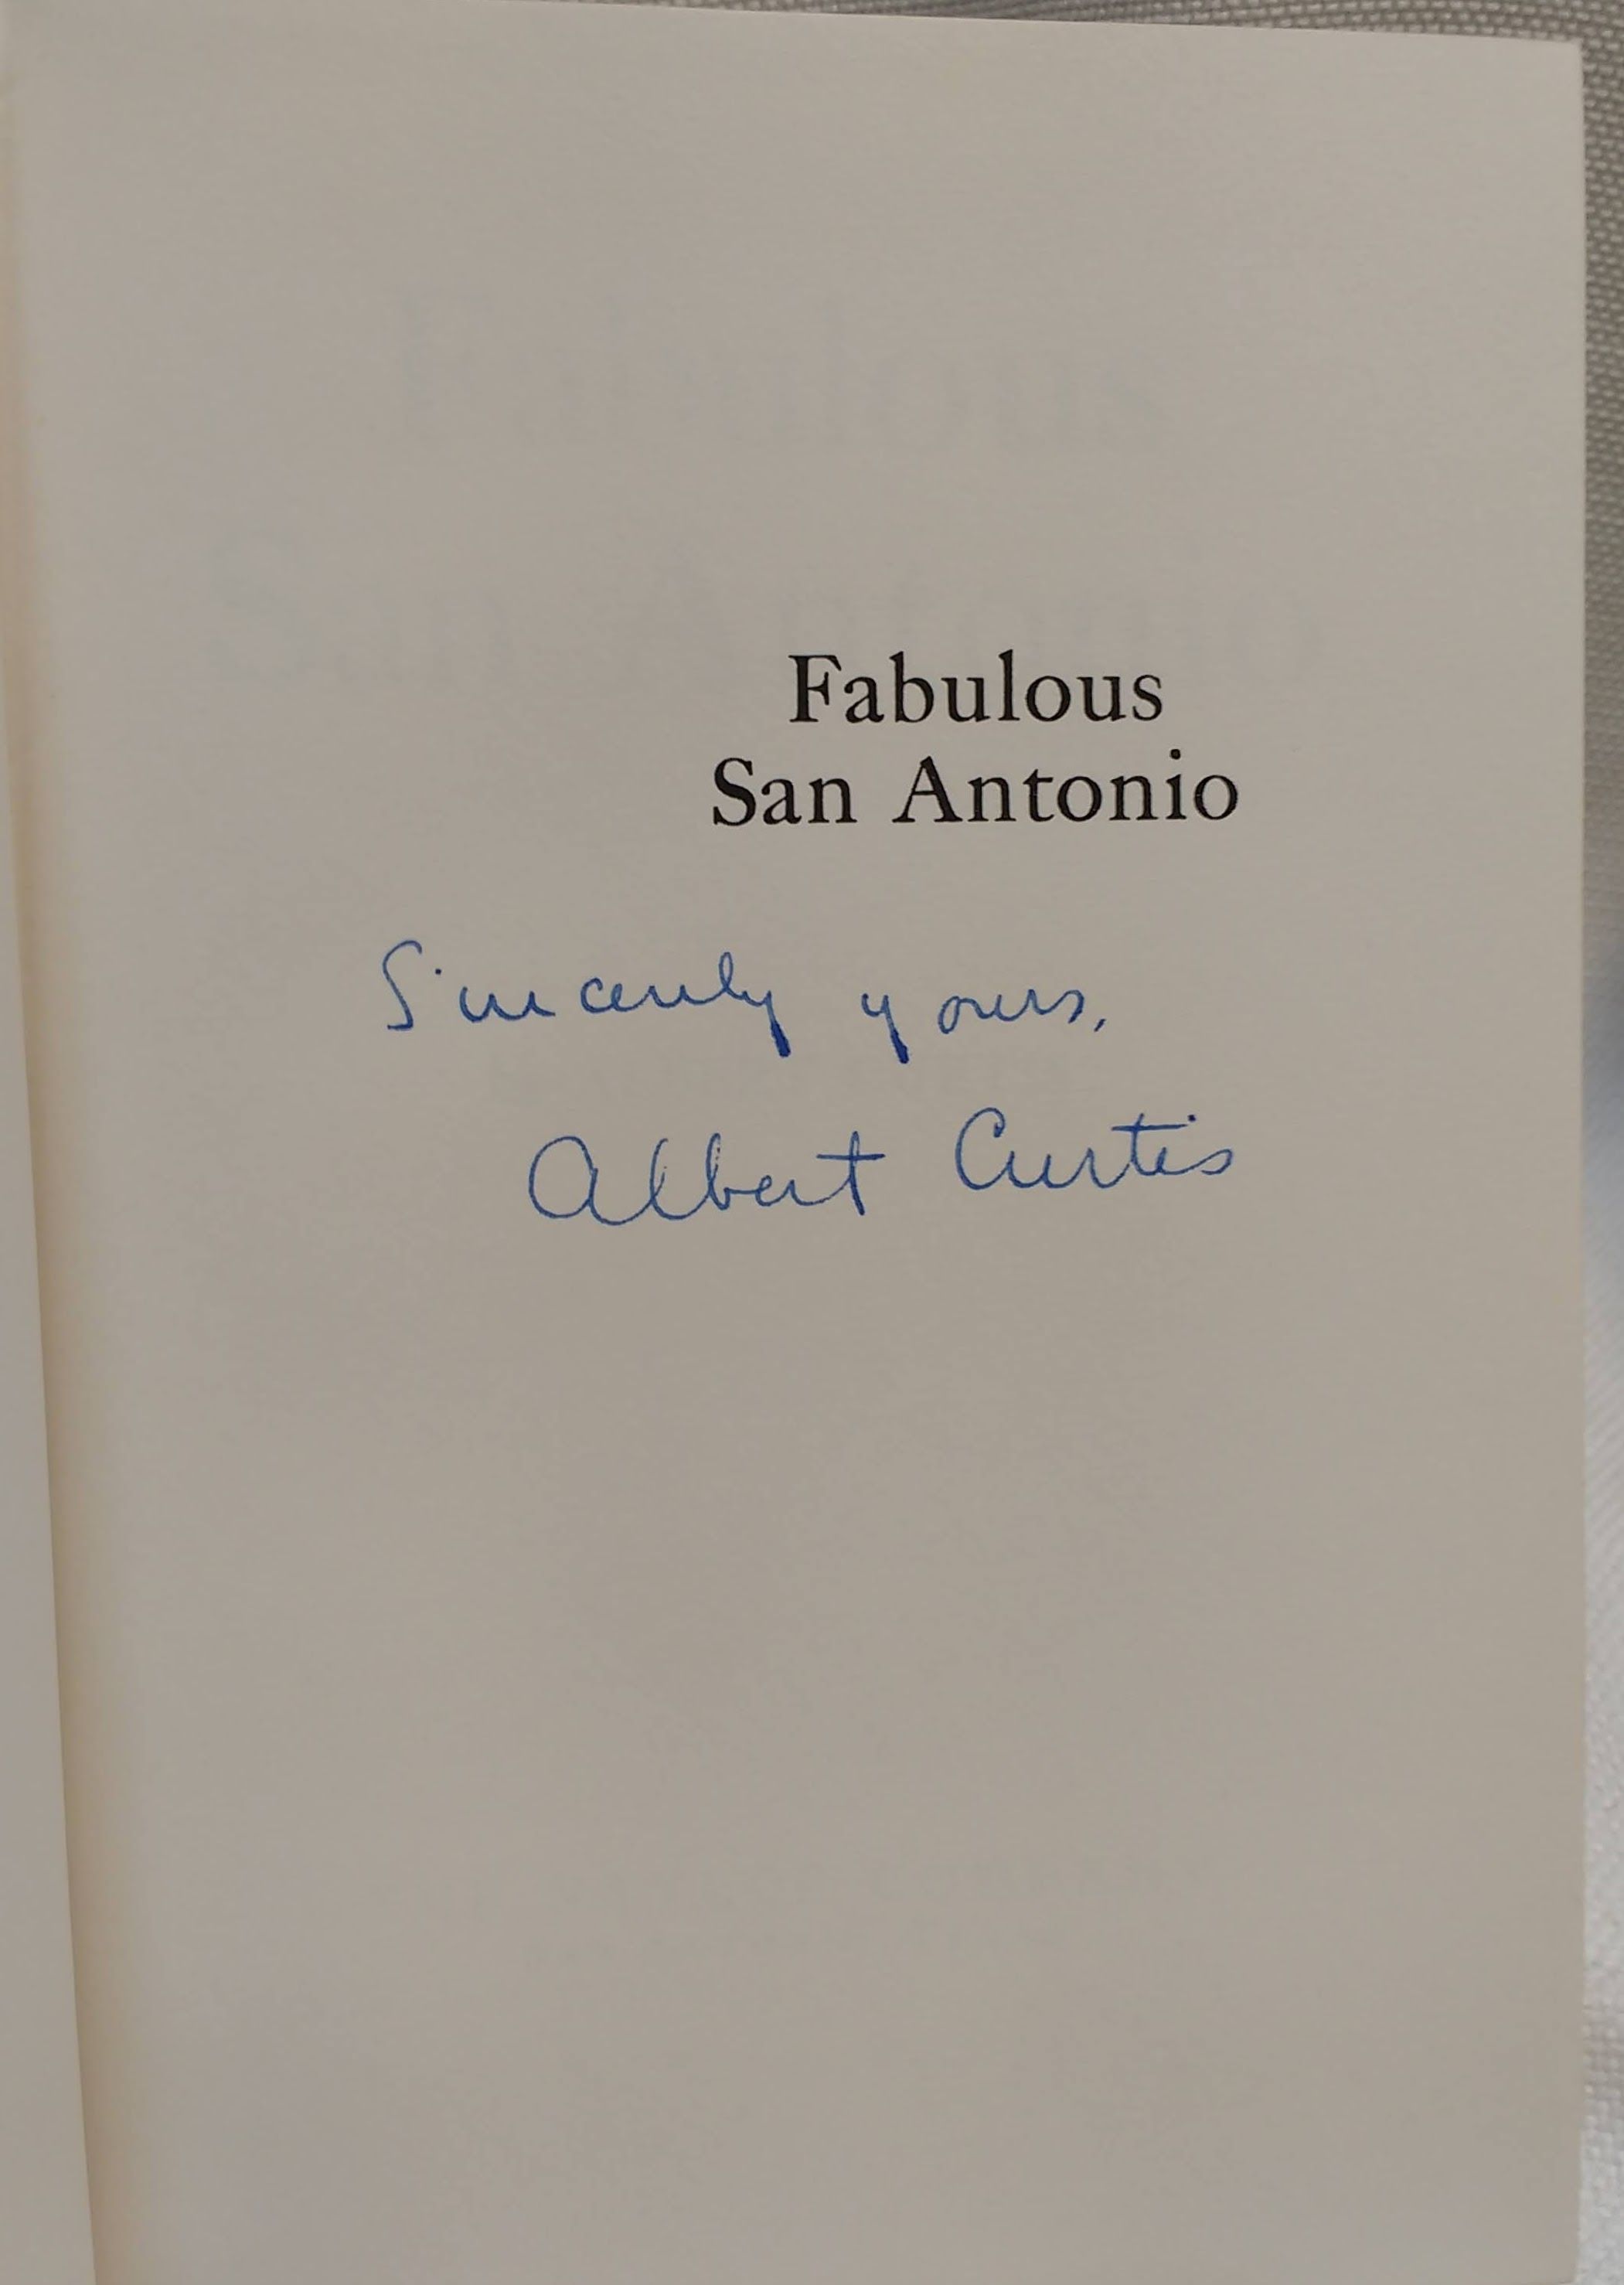 Fabulous
San Antonio
Sincerely yours,
Albert Curtis